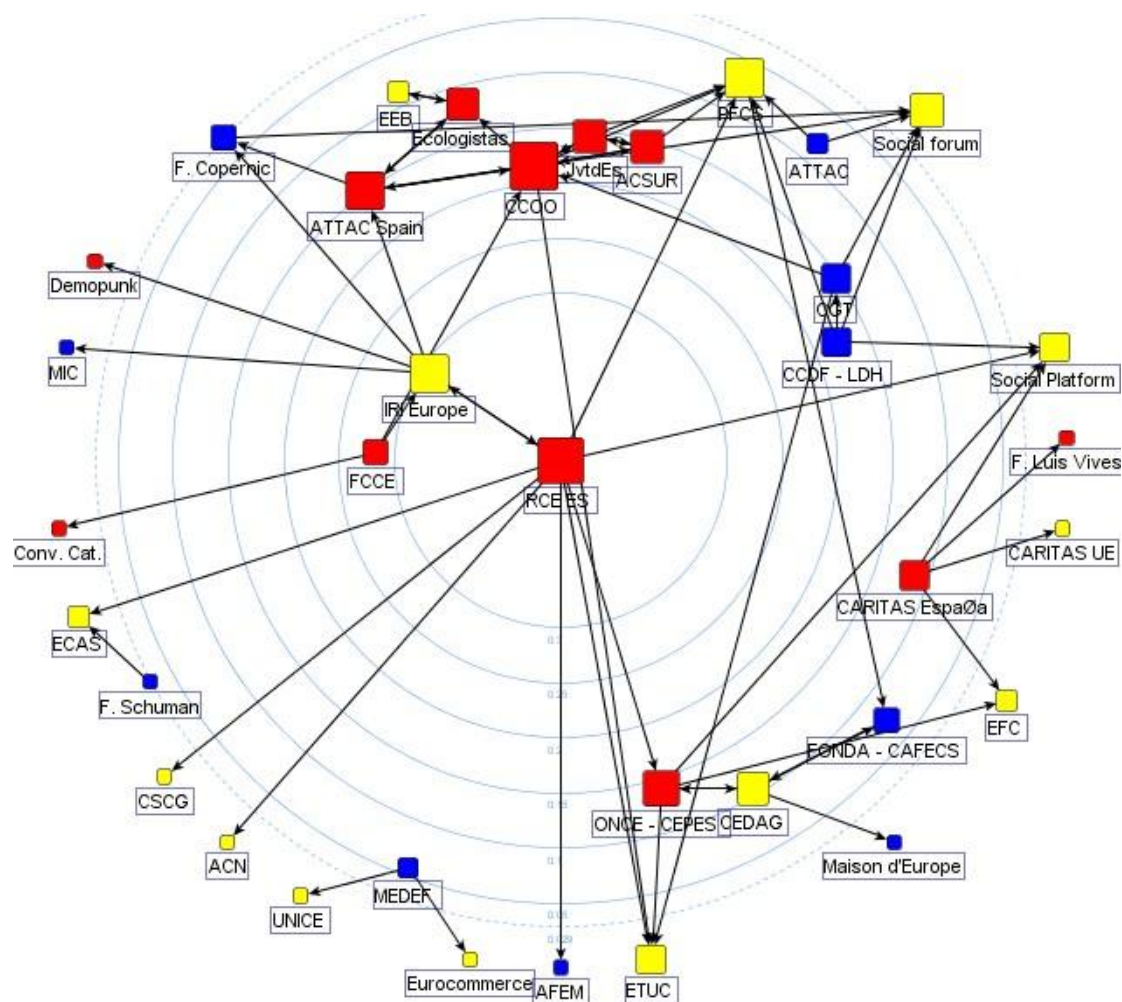 EEB
Ecologistas
PFCS
Social forum
F. Copernic
JvtdEs
ACSUR
ATTAC
CCOO
ATTAC Spain
Demopunk
CGT
MIC
CCDF - LDH
Social Platform
IRI Europe
F. Luis Vives
FCCE
RCE ES
Conv. Cat.
CARITAS UE
CARITAS EspaØa
ECAS
F. Schuman
EFC
FONDA - CAFECS
CSCG
ONCE - CEPES
CEDAG
ACN
Maison d'Europe
MEDEF
UNICE
Eurocommerce
AFEM
ETUC